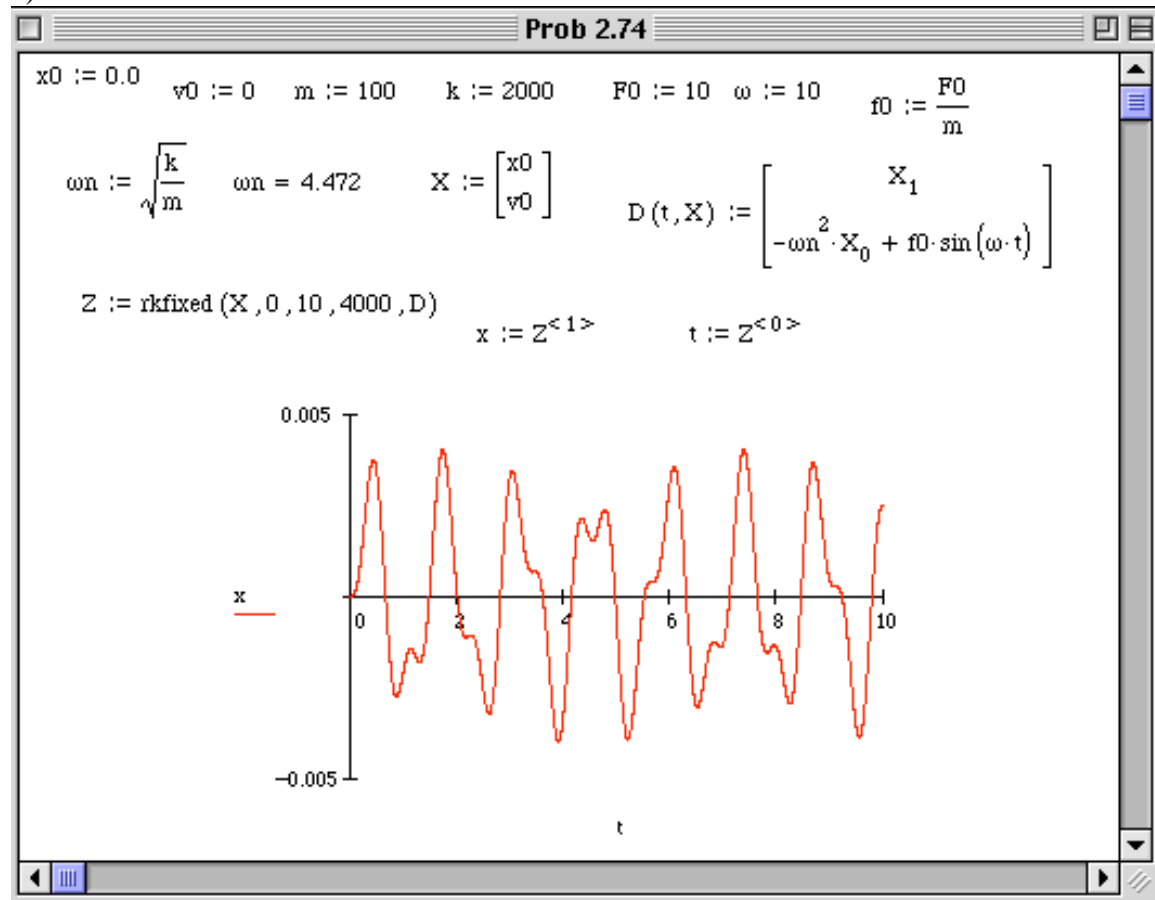 Prob 2.74
x0 := 0.0 v0 := 0 m := 100 k := 2000 F0 := 10 ω := 10 f0 := F0/m
ωn := √(k/m) ωn = 4.472 X := [x0 v0] D(t,X) := [X₁ -ωn²·X₀ + f0·sin(ω·t)]
Z := rkfixed(X,0,10,4000,D)
x := Z<1> t := Z<0>
0.005
x
0 2 4 6 8 10
−0.005
t